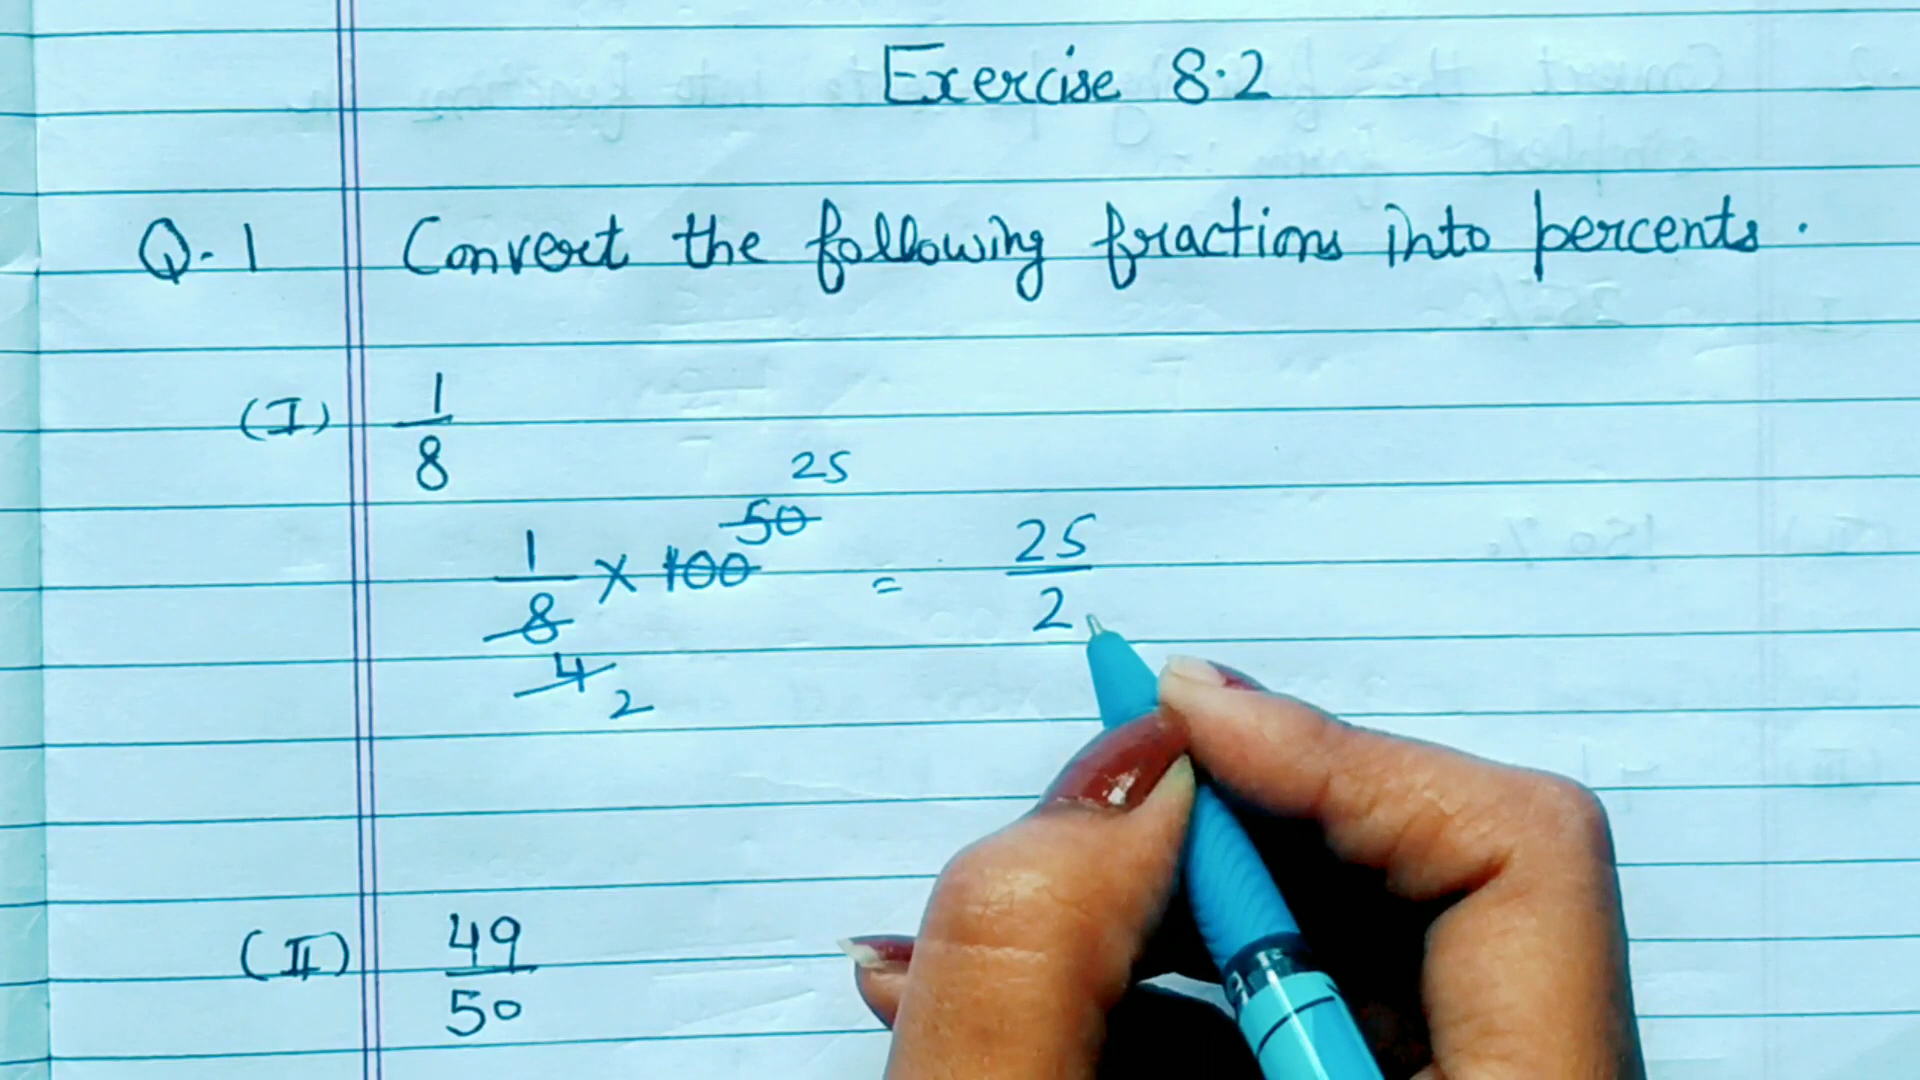 Exercise 8.2
Q.1 Convert the following fractions into percents.
(I) 1/8
25
50
1/8 × 100 = 25/2
4
2
(II) 49/50